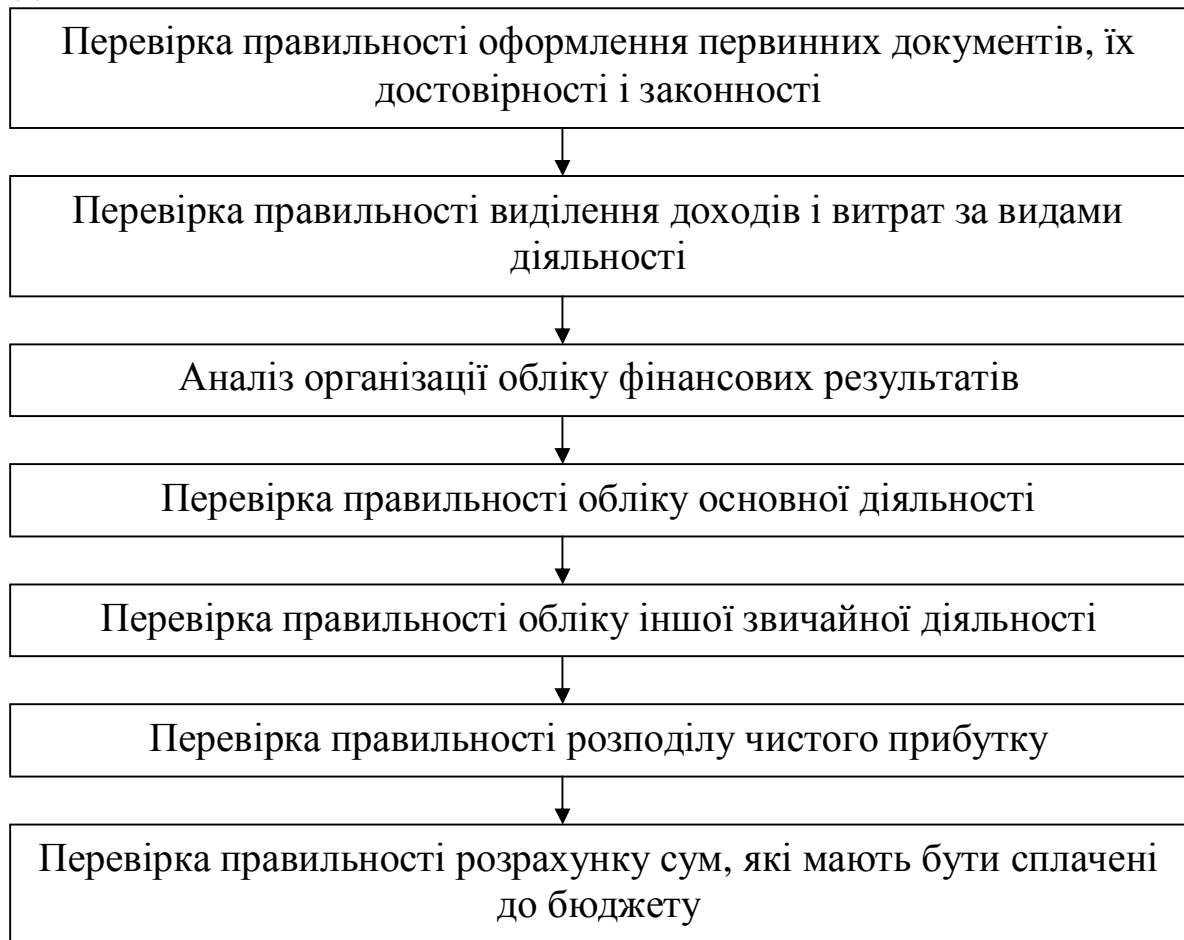 Перевірка правильності оформлення первинних документів, їх
достовірності і законності
Перевірка правильності виділення доходів і витрат за видами
діяльності
Аналіз організації обліку фінансових результатів
Перевірка правильності обліку основної діяльності
Перевірка правильності обліку іншої звичайної діяльності
Перевірка правильності розподілу чистого прибутку
Перевірка правильності розрахунку сум, які мають бути сплачені
до бюджету